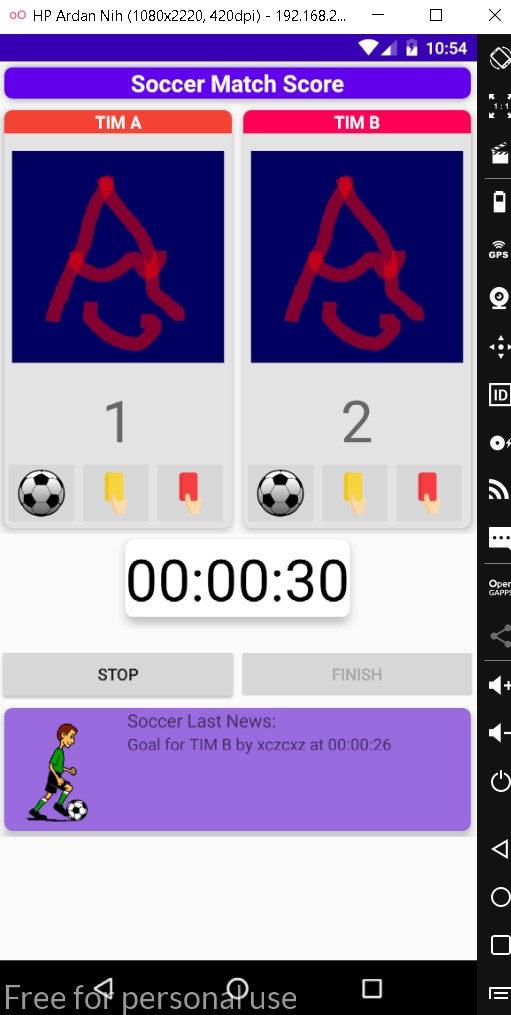 HP Ardan Nih (1080x2220, 420dpi) - 192.168.2...
10:54
Soccer Match Score
TIM A
TIM B
1
2
00:00:30
STOP
FINISH
Soccer Last News:
Goal for TIM B by xczcxz at 00:00:26
Free for personal use
1:1
GPS
ID
Open
GAPPS